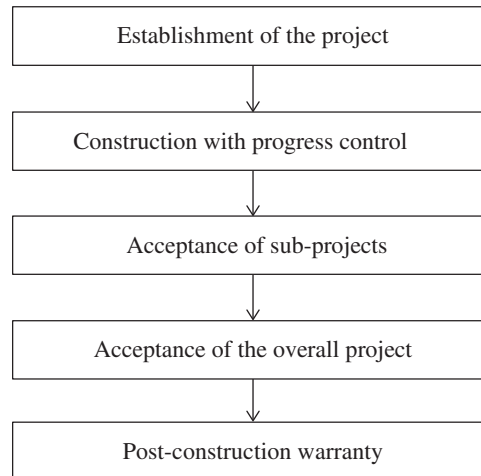 Establishment of the project
Construction with progress control
Acceptance of sub-projects
Acceptance of the overall project
Post-construction warranty